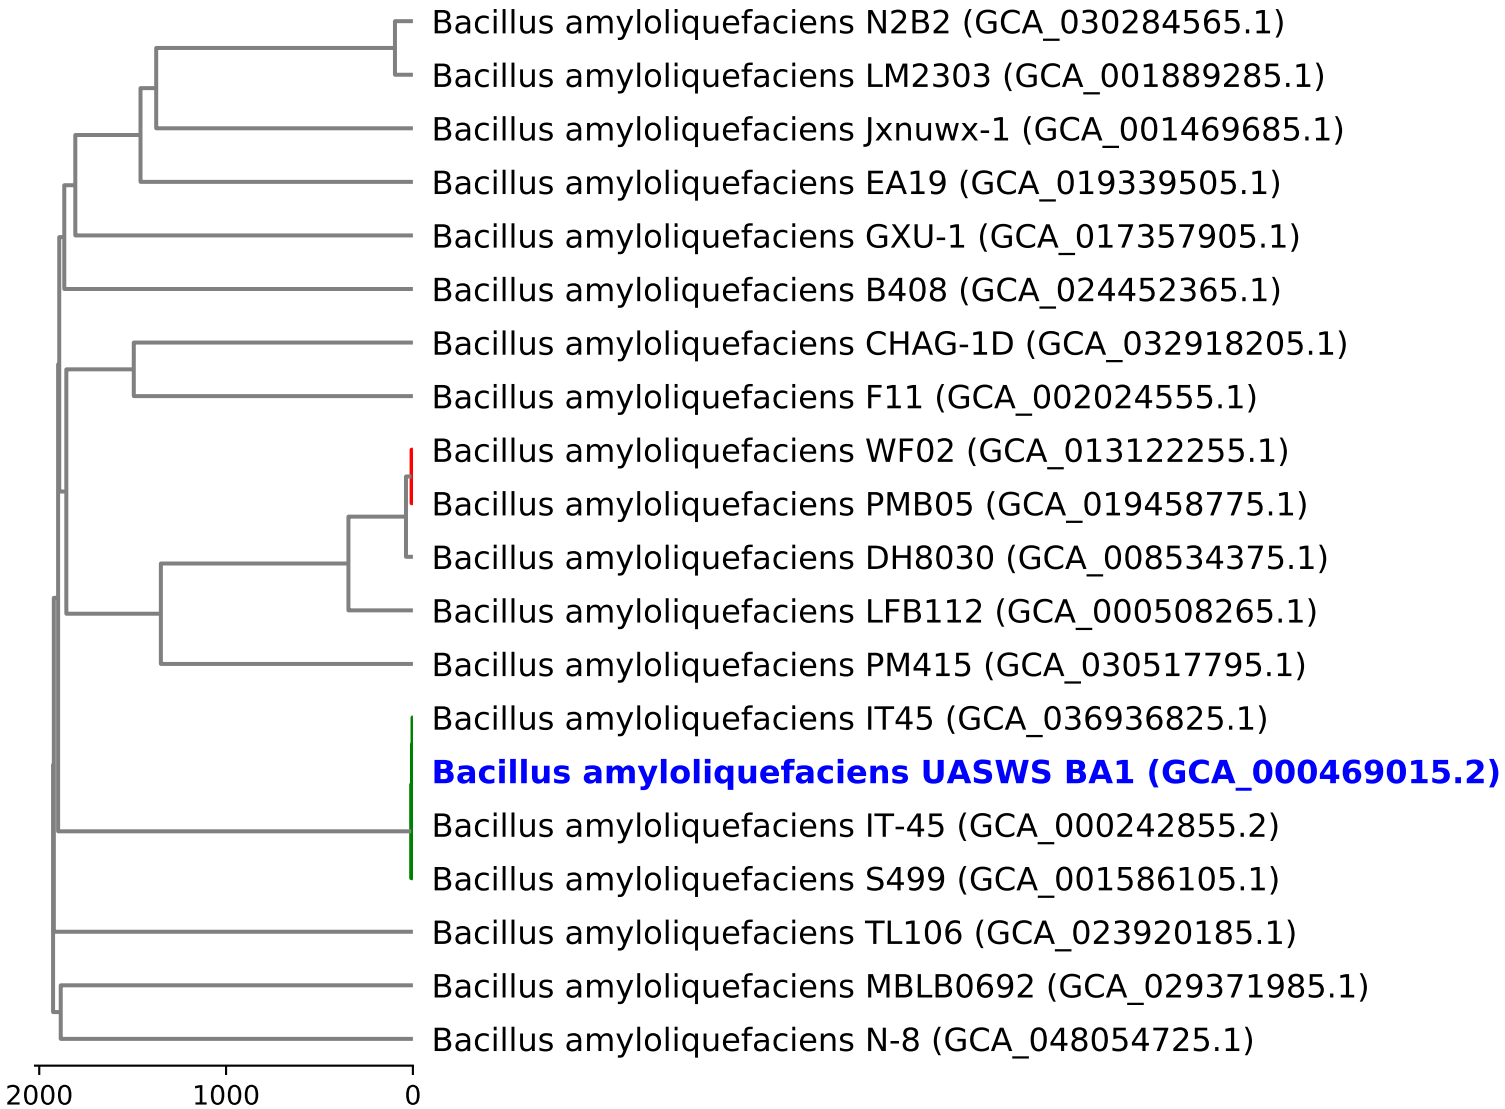 Bacillus amyloliquefaciens N2B2 (GCA_030284565.1)
Bacillus amyloliquefaciens LM2303 (GCA_001889285.1)
Bacillus amyloliquefaciens Jxnuwx-1 (GCA_001469685.1)
Bacillus amyloliquefaciens EA19 (GCA_019339505.1)
Bacillus amyloliquefaciens GXU-1 (GCA_017357905.1)
Bacillus amyloliquefaciens B408 (GCA_024452365.1)
Bacillus amyloliquefaciens CHAG-1D (GCA_032918205.1)
Bacillus amyloliquefaciens F11 (GCA_002024555.1)
Bacillus amyloliquefaciens WF02 (GCA_013122255.1)
Bacillus amyloliquefaciens PMB05 (GCA_019458775.1)
Bacillus amyloliquefaciens DH8030 (GCA_008534375.1)
Bacillus amyloliquefaciens LFB112 (GCA_000508265.1)
Bacillus amyloliquefaciens PM415 (GCA_030517795.1)
Bacillus amyloliquefaciens IT45 (GCA_036936825.1)
Bacillus amyloliquefaciens UASWS BA1 (GCA_000469015.2)
Bacillus amyloliquefaciens IT-45 (GCA_000242855.2)
Bacillus amyloliquefaciens S499 (GCA_001586105.1)
Bacillus amyloliquefaciens TL106 (GCA_023920185.1)
Bacillus amyloliquefaciens MBLB0692 (GCA_029371985.1)
Bacillus amyloliquefaciens N-8 (GCA_048054725.1)
2000 1000 0